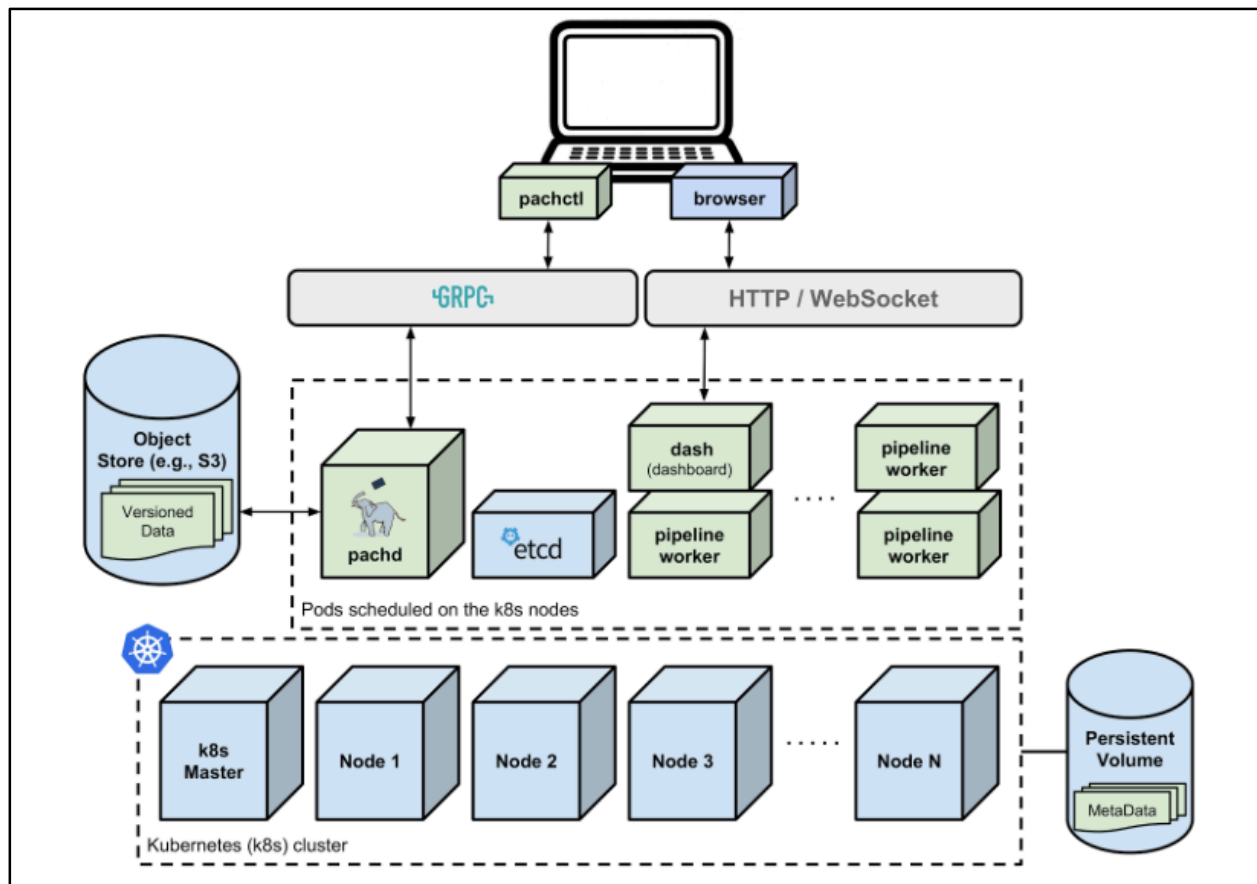 pachctl
browser
GRPC
HTTP / WebSocket
Object
Store (e.g., S3)
Versioned
Data
pachd
etcd
dash
(dashboard)
pipeline
worker
.....
pipeline
worker
pipeline
worker
Pods scheduled on the k8s nodes
k8s
Master
Node 1
Node 2
Node 3
......
Node N
Kubernetes (k8s) cluster
Persistent
Volume
MetaData